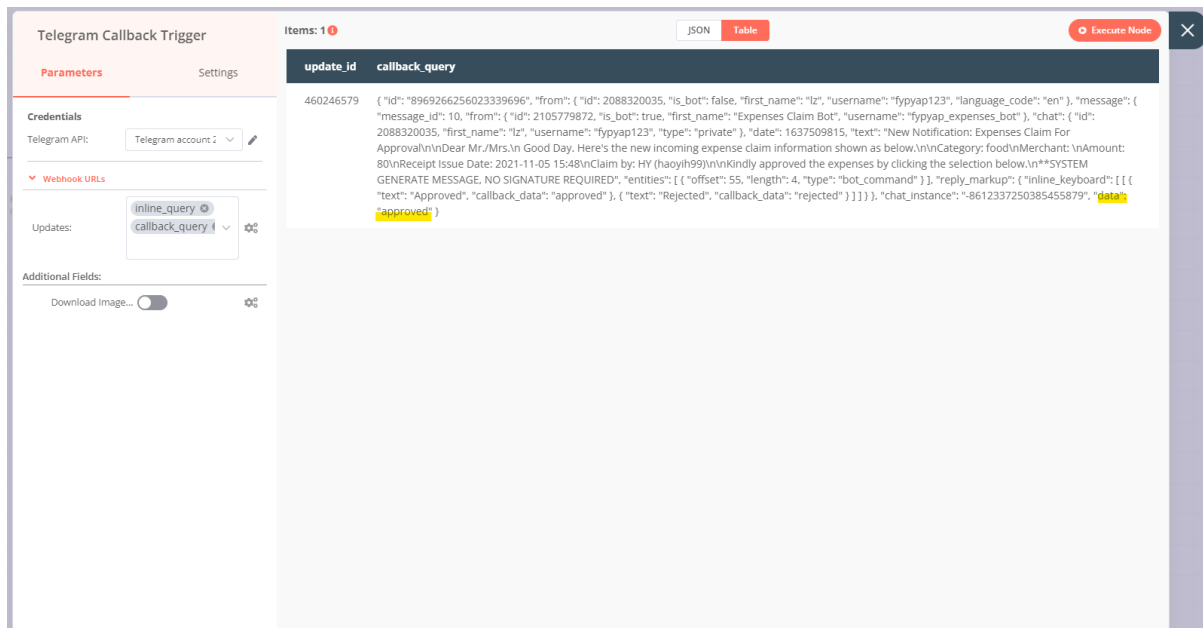 Telegram Callback Trigger
Parameters
Settings
Credentials
Telegram API:
Telegram account 2
Webhook URLs
Updates:
inline_query
callback_query
Additional Fields:
Download Image...
Items: 1
JSON
Table
Execute Node
update_id callback_query
460246579 { "id": "8969266256023339696", "from": { "id": 2088320035, "is_bot": false, "first_name": "lz", "username": "fypyap123", "language_code": "en" }, "message": {
"message_id": 10, "from": { "id": 2105779872, "is_bot": true, "first_name": "Expenses Claim Bot", "username": "fypyap_expenses_bot" }, "chat": { "id":
2088320035, "first_name": "lz", "username": "fypyap123", "type": "private" }, "date": 1637509815, "text": "New Notification: Expenses Claim For
Approval\n\nDear Mr./Mrs.\n Good Day. Here's the new incoming expense claim information shown as below.\n\nCategory: food\nMerchant: \nAmount:
80\nReceipt Issue Date: 2021-11-05 15:48\nClaim by: HY (haoyih99)\n\nKindly approved the expenses by clicking the selection below.\n**SYSTEM
GENERATE MESSAGE, NO SIGNATURE REQUIRED", "entities": [ { "offset": 55, "length": 4, "type": "bot_command" } ], "reply_markup": { "inline_keyboard": [ [ {
"text": "Approved", "callback_data": "approved" }, { "text": "Rejected", "callback_data": "rejected" } ] ] } }, "chat_instance": "-8612337250385455879", "data":
"approved" }